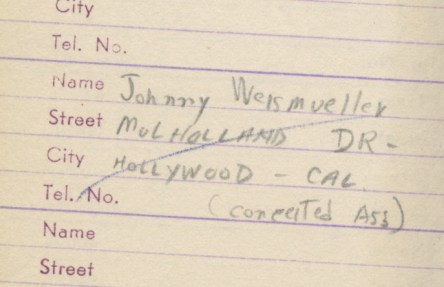 City
Tel. No.
Name Johnny Weismueller
Street MULHOLLAND DR-
City HOLLYWOOD - CAL.
Tel. No. (conceited Ass)
Name
Street